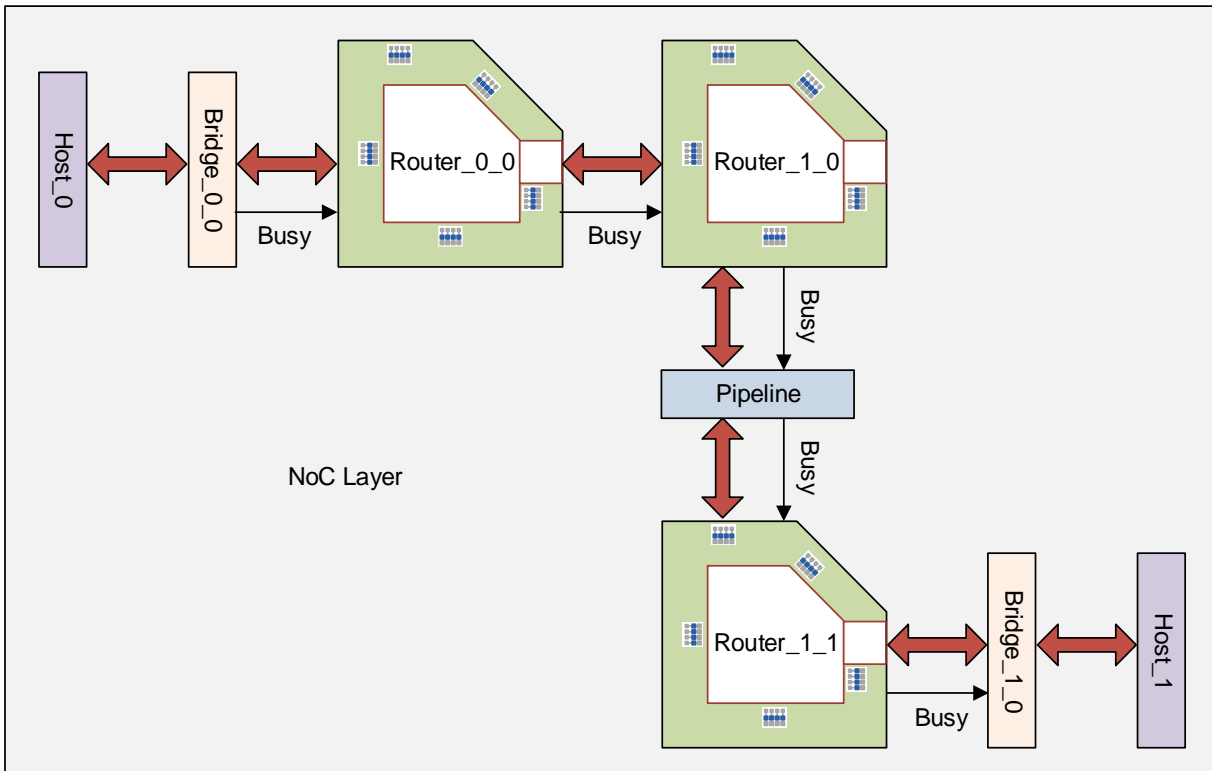 Host_0
Bridge_0_0
Router_0_0
Router_1_0
Busy
Busy
Busy
Pipeline
Busy
NoC Layer
Router_1_1
Bridge_1_0
Host_1
Busy